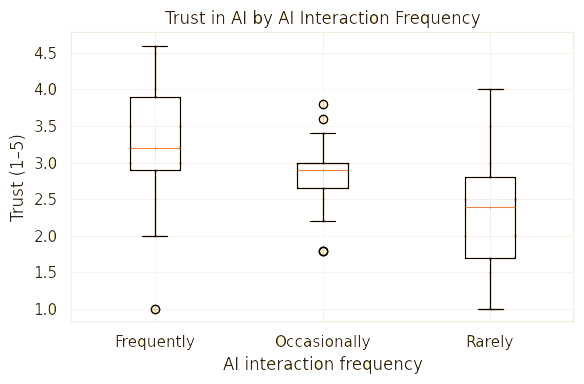 Trust in AI by AI Interaction Frequency
Trust (1–5)
4.5
4.0
3.5
3.0
2.5
2.0
1.5
1.0
Frequently Occasionally Rarely
AI interaction frequency